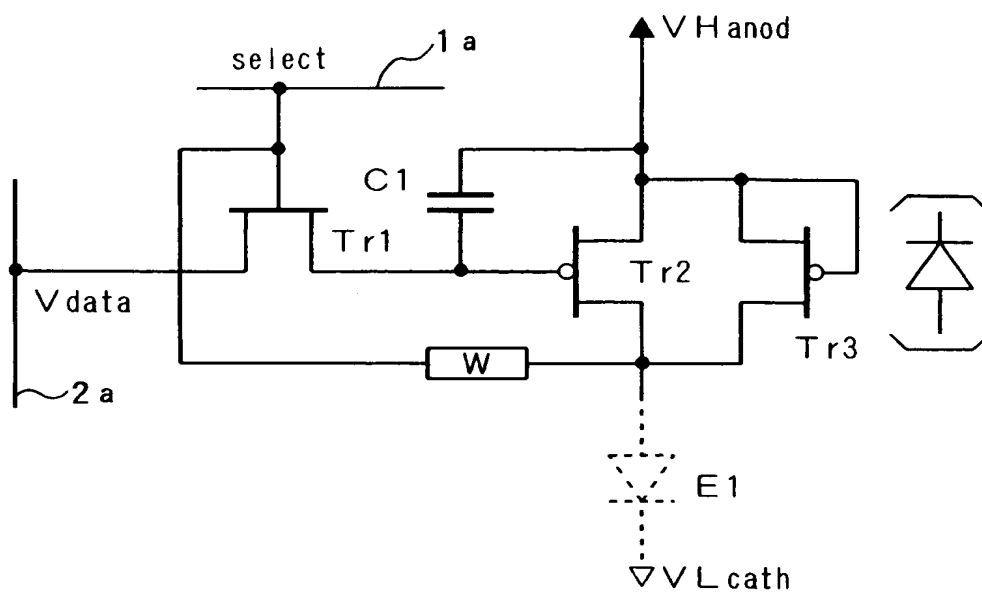 VHanod
1a
select
C1
Tr1
Tr2
Vdata
Tr3
W
2a
E1
VLcath